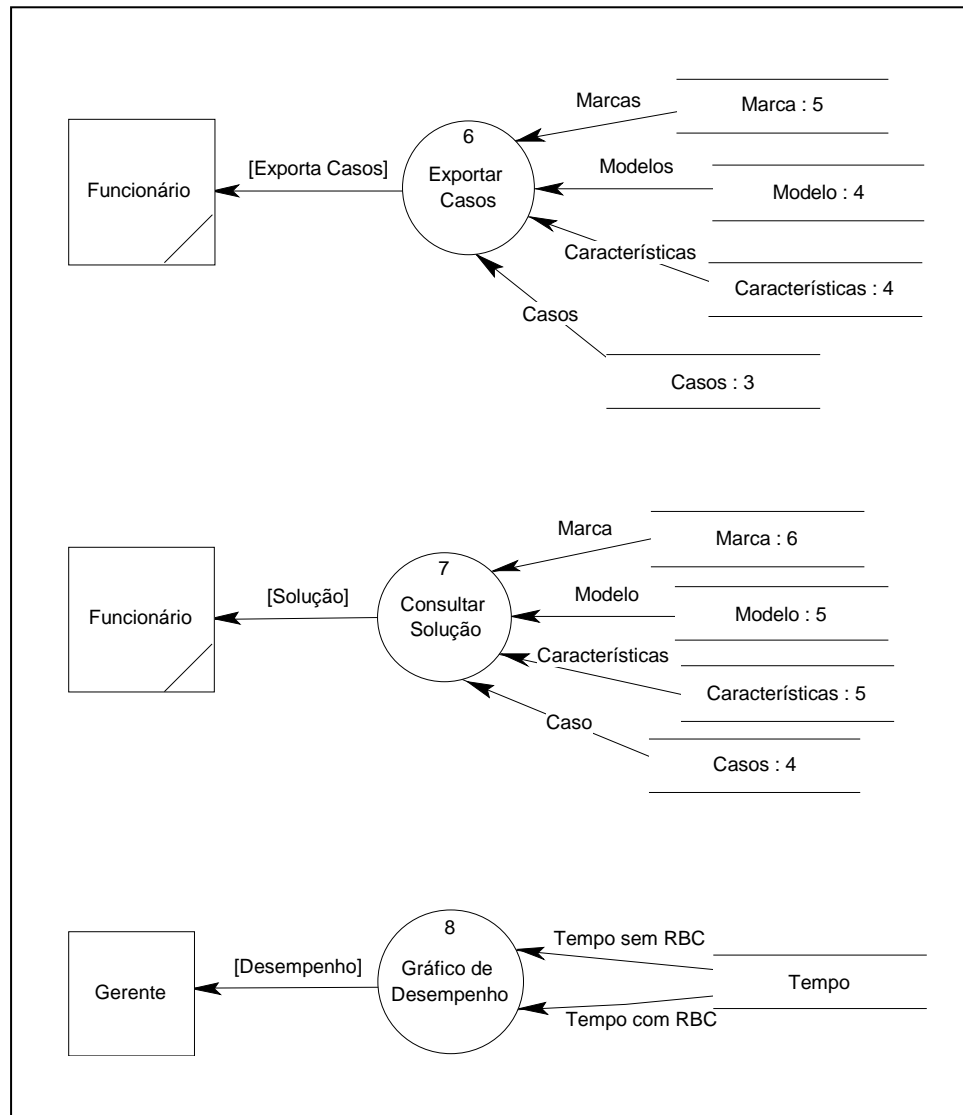 Marcas
Marca : 5
6
Exportar
Casos
[Exporta Casos]
Funcionário
Modelos
Modelo : 4
Características
Características : 4
Casos
Casos : 3
Marca
Marca : 6
7
Consultar
Solução
[Solução]
Funcionário
Modelo
Modelo : 5
Características
Características : 5
Caso
Casos : 4
8
Gráfico de
Desempenho
[Desempenho]
Gerente
Tempo sem RBC
Tempo
Tempo com RBC